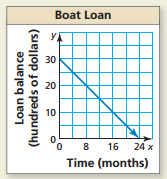 Boat Loan
Loan balance
(hundreds of dollars)
y
30
20
10
0
0 8 16 24 x
Time (months)